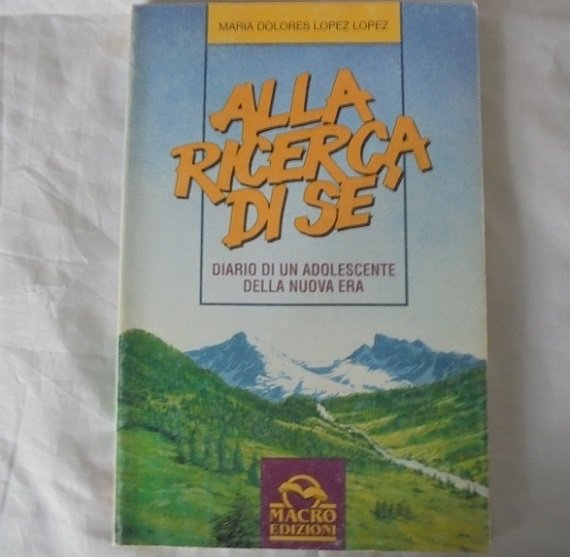 MARIA DOLORES LOPEZ LOPEZ
ALLA
RICERCA
DI SE
DIARIO DI UN ADOLESCENTE
DELLA NUOVA ERA
MACRO
EDIZIONI